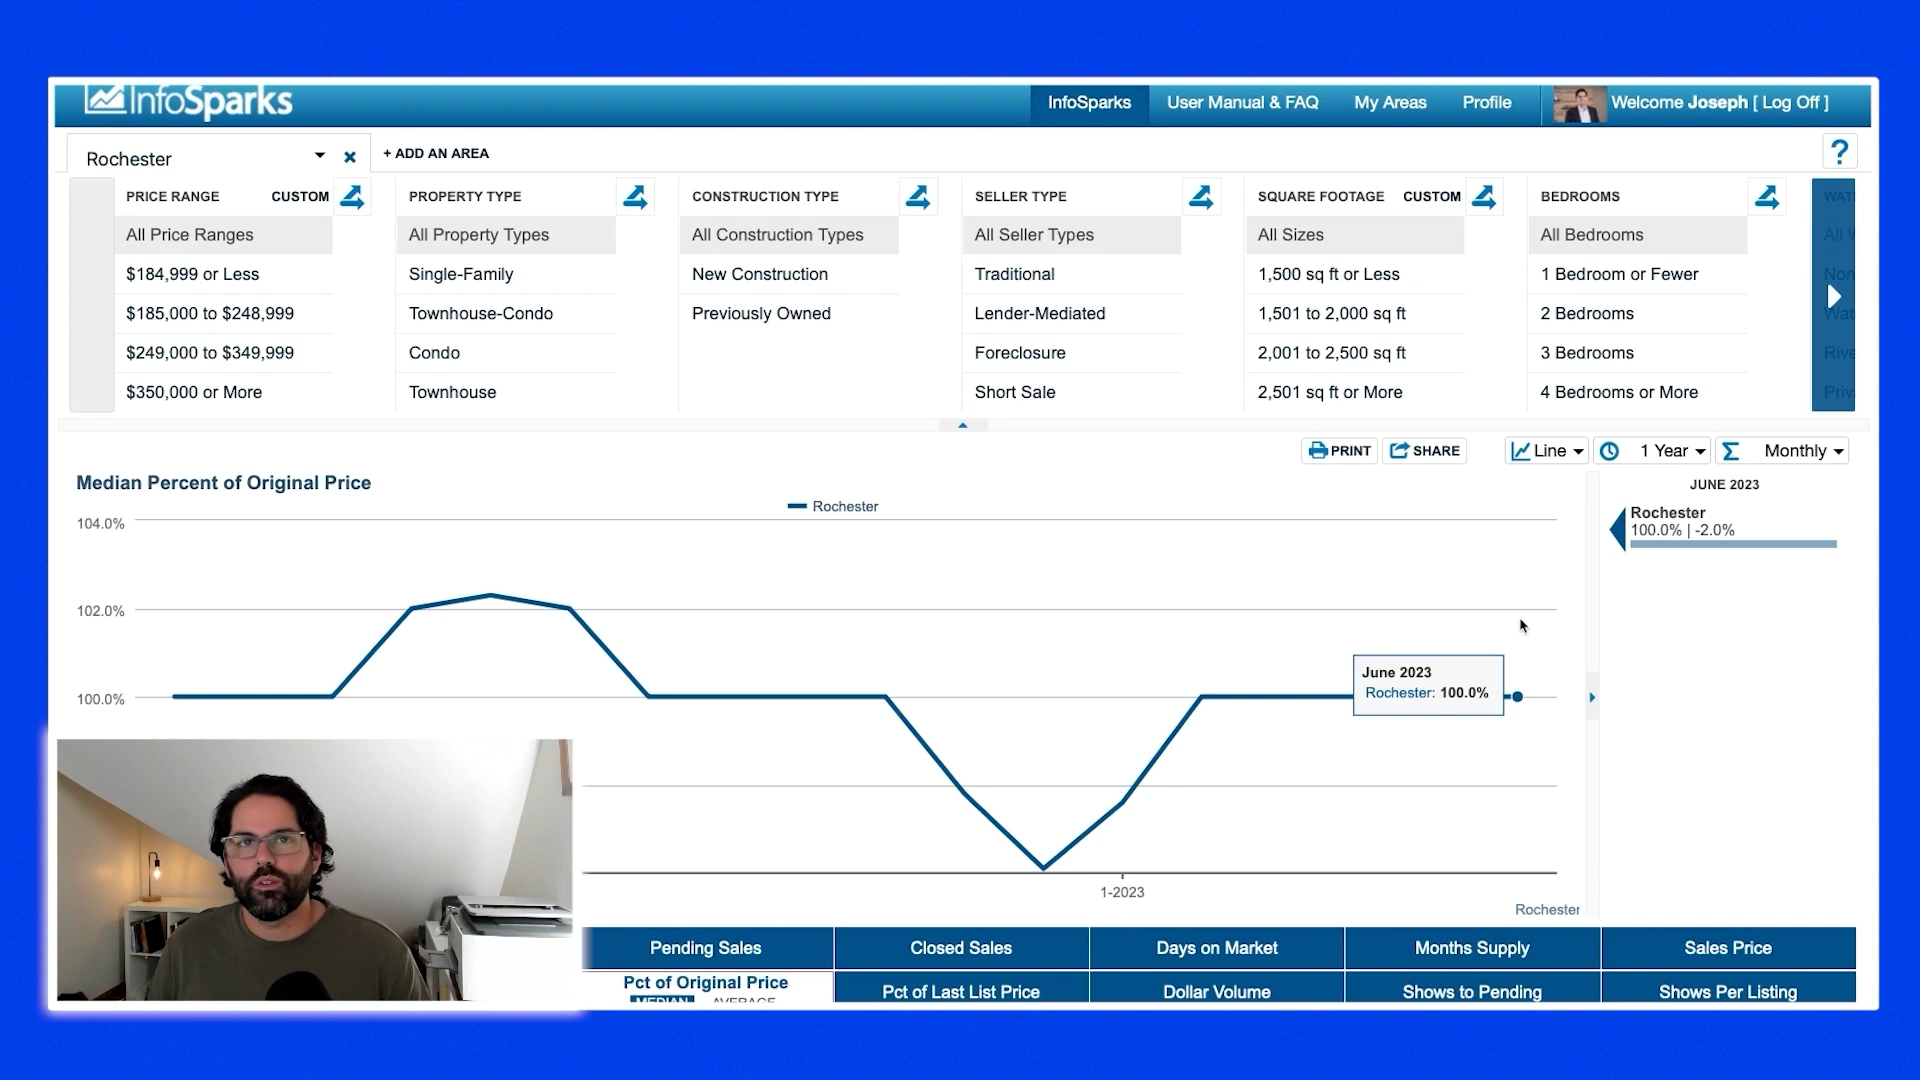 InfoSparks
InfoSparks User Manual & FAQ My Areas Profile Welcome Joseph [ Log Off ]
Rochester + ADD AN AREA ?
PRICE RANGE CUSTOM
All Price Ranges
$184,999 or Less
$185,000 to $248,999
$249,000 to $349,999
$350,000 or More
PROPERTY TYPE
All Property Types
Single-Family
Townhouse-Condo
Condo
Townhouse
CONSTRUCTION TYPE
All Construction Types
New Construction
Previously Owned
SELLER TYPE
All Seller Types
Traditional
Lender-Mediated
Foreclosure
Short Sale
SQUARE FOOTAGE CUSTOM
All Sizes
1,500 sq ft or Less
1,501 to 2,000 sq ft
2,001 to 2,500 sq ft
2,501 sq ft or More
BEDROOMS
All Bedrooms
1 Bedroom or Fewer
2 Bedrooms
3 Bedrooms
4 Bedrooms or More
PRINT SHARE Line 1 Year Monthly
Median Percent of Original Price
Rochester
104.0%
102.0%
100.0%
June 2023
Rochester: 100.0%
1-2023
Rochester
JUNE 2023
Rochester
100.0% | -2.0%
Pending Sales Closed Sales Days on Market Months Supply Sales Price
Pct of Original Price Pct of Last List Price Dollar Volume Shows to Pending Shows Per Listing
MEDIAN AVERAGE